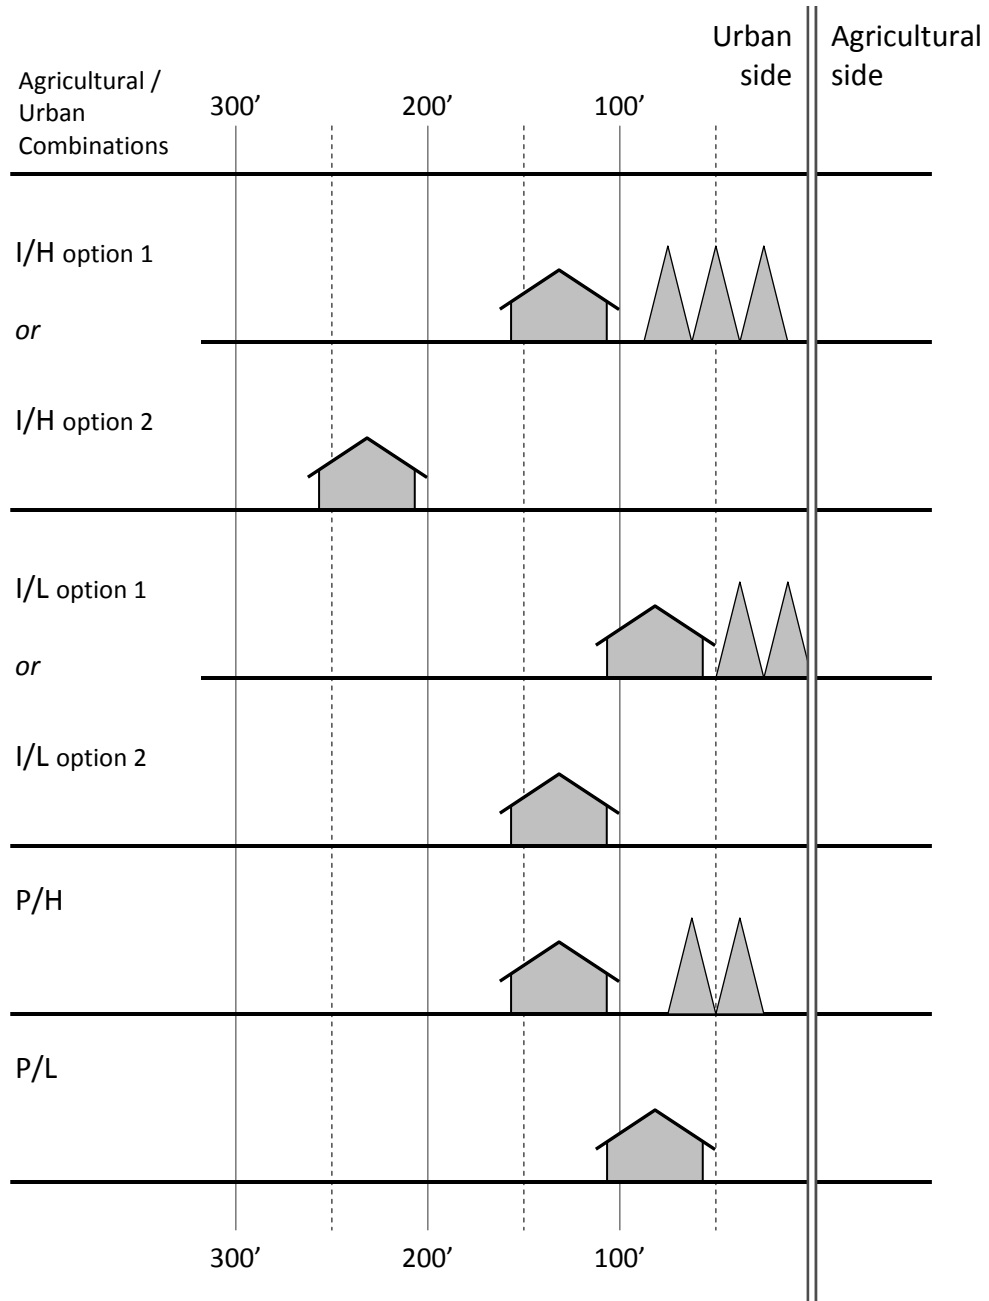 Urban
side
Agricultural
side
Agricultural /
Urban
Combinations
300’
200’
100’
I/H option 1
or
I/H option 2
I/L option 1
or
I/L option 2
P/H
P/L
300’
200’
100’